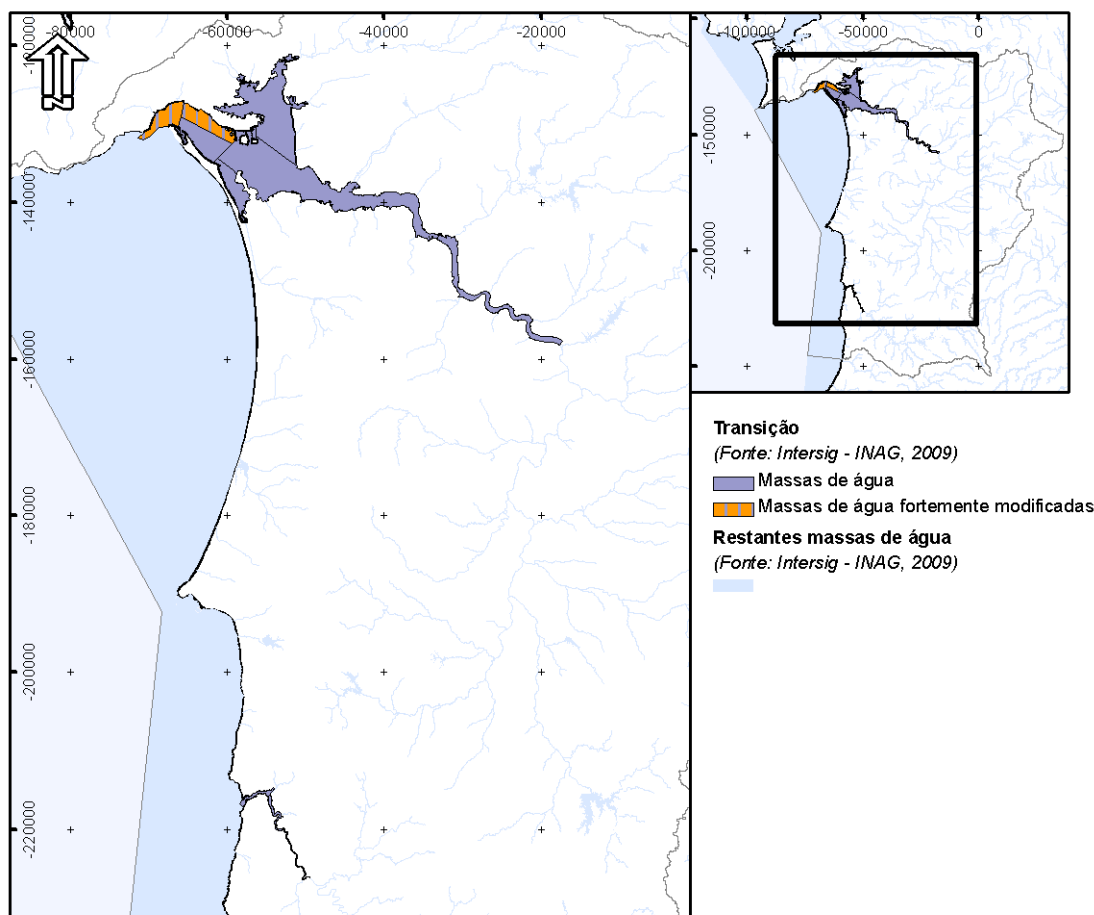 -80000 -60000 -40000 -20000
-100000
-140000
-160000
-180000
-200000
-220000
N
-100000 -50000 0
-150000
-200000
Transição
(Fonte: Intersig - INAG, 2009)
Massas de água
Massas de água fortemente modificadas
Restantes massas de água
(Fonte: Intersig - INAG, 2009)